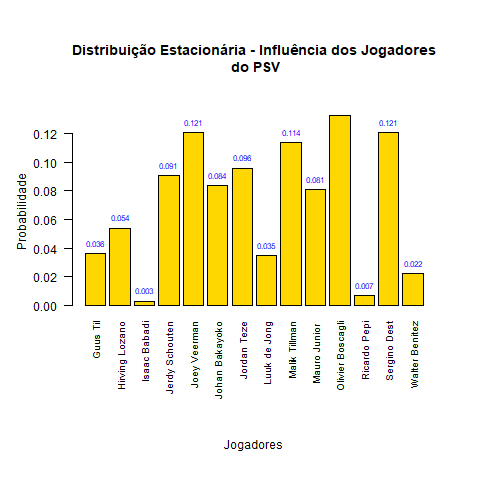 Distribuição Estacionária - Influência dos Jogadores
do PSV
Probabilidade
0.12
0.10
0.08
0.06
0.04
0.02
0.00
0.036
0.054
0.003
0.091
0.121
0.084
0.096
0.035
0.114
0.081
0.007
0.121
0.022
Guus Til
Hirving Lozano
Isaac Babadi
Jerdy Schouten
Joey Veerman
Johan Bakayoko
Jordan Teze
Luuk de Jong
Malik Tillman
Mauro Junior
Olivier Boscagli
Ricardo Pepi
Sergino Dest
Walter Benitez
Jogadores